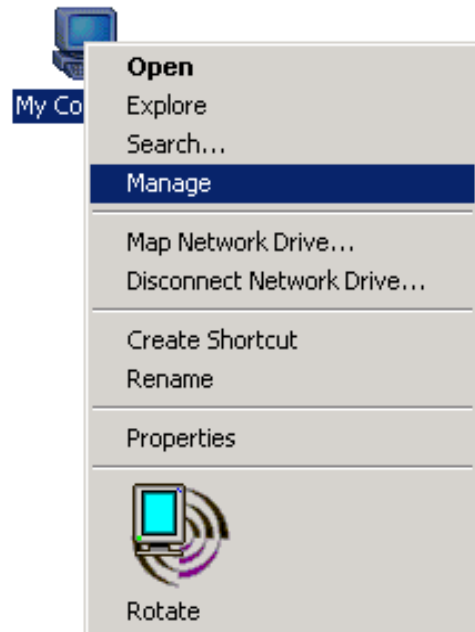 My Co
Open
Explore
Search...
Manage
Map Network Drive...
Disconnect Network Drive...
Create Shortcut
Rename
Properties
Rotate